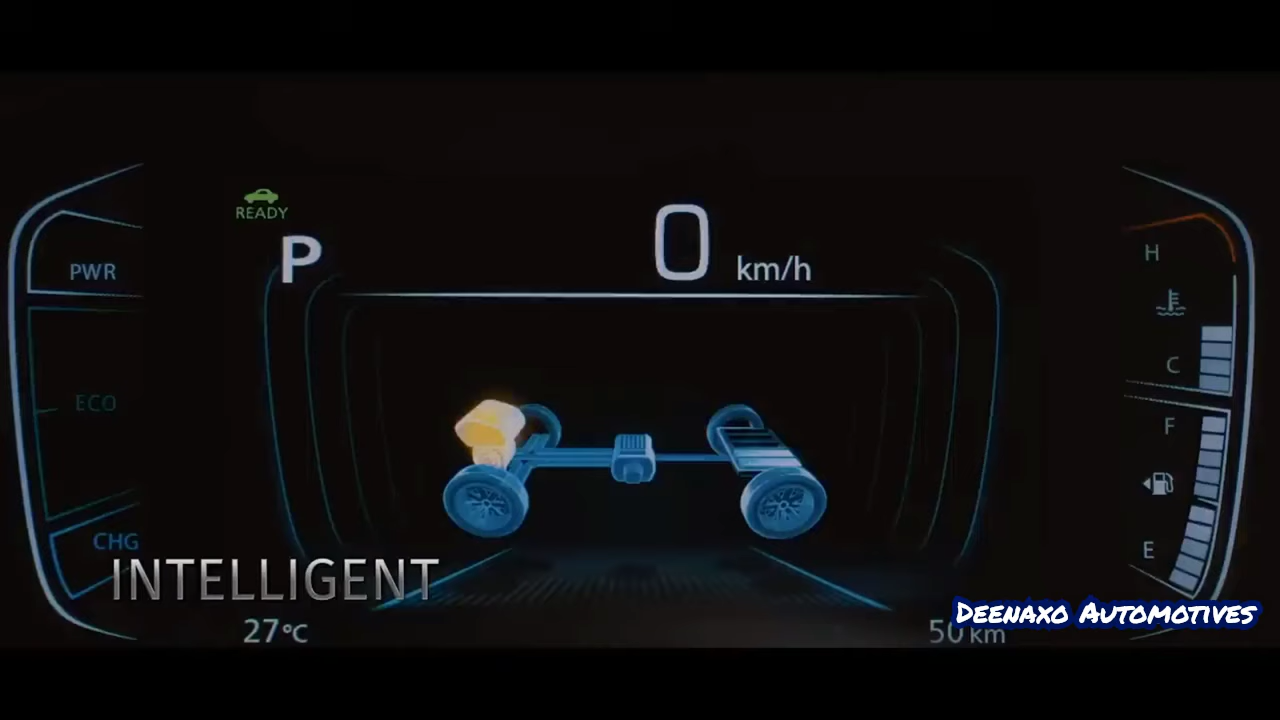 READY
P
0 km/h
PWR
H
C
ECO
F
CHG
E
INTELLIGENT
27°C
50 km
DEENAXO AUTOMOTIVES